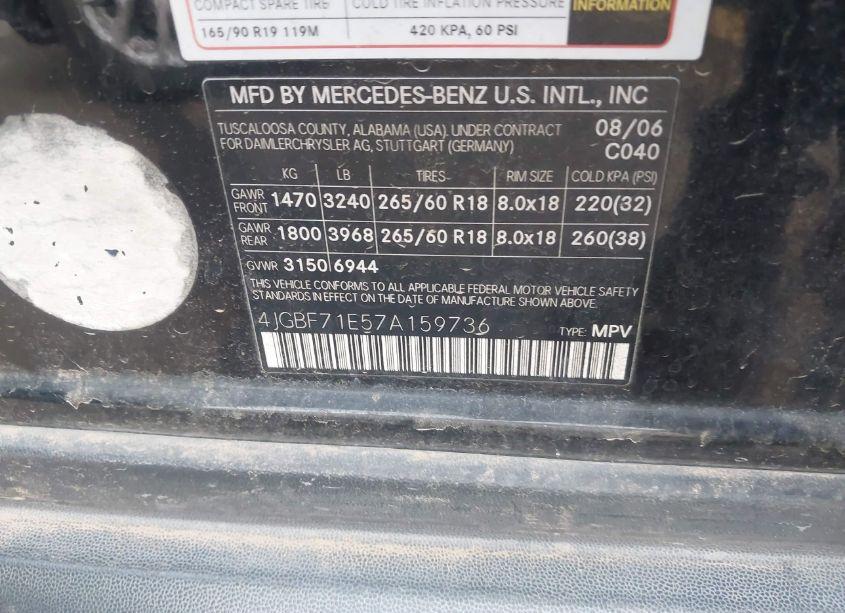 COMPACT SPARE TIRE COLD TIRE INFLATION PRESSURE INFORMATION
165/90 R19 119M 420 KPA, 60 PSI
MFD BY MERCEDES-BENZ U.S. INTL., INC
TUSCALOOSA COUNTY, ALABAMA (USA). UNDER CONTRACT 08/06
FOR DAIMLERCHRYSLER AG, STUTTGART (GERMANY) C040
KG LB TIRES RIM SIZE COLD KPA (PSI)
GAWR FRONT 1470 3240 265/60 R18 8.0x18 220(32)
GAWR REAR 1800 3968 265/60 R18 8.0x18 260(38)
GVWR 3150 6944
THIS VEHICLE CONFORMS TO ALL APPLICABLE FEDERAL MOTOR VEHICLE SAFETY
STANDARDS IN EFFECT ON THE DATE OF MANUFACTURE SHOWN ABOVE.
4JGBF71E57A159736 TYPE: MPV